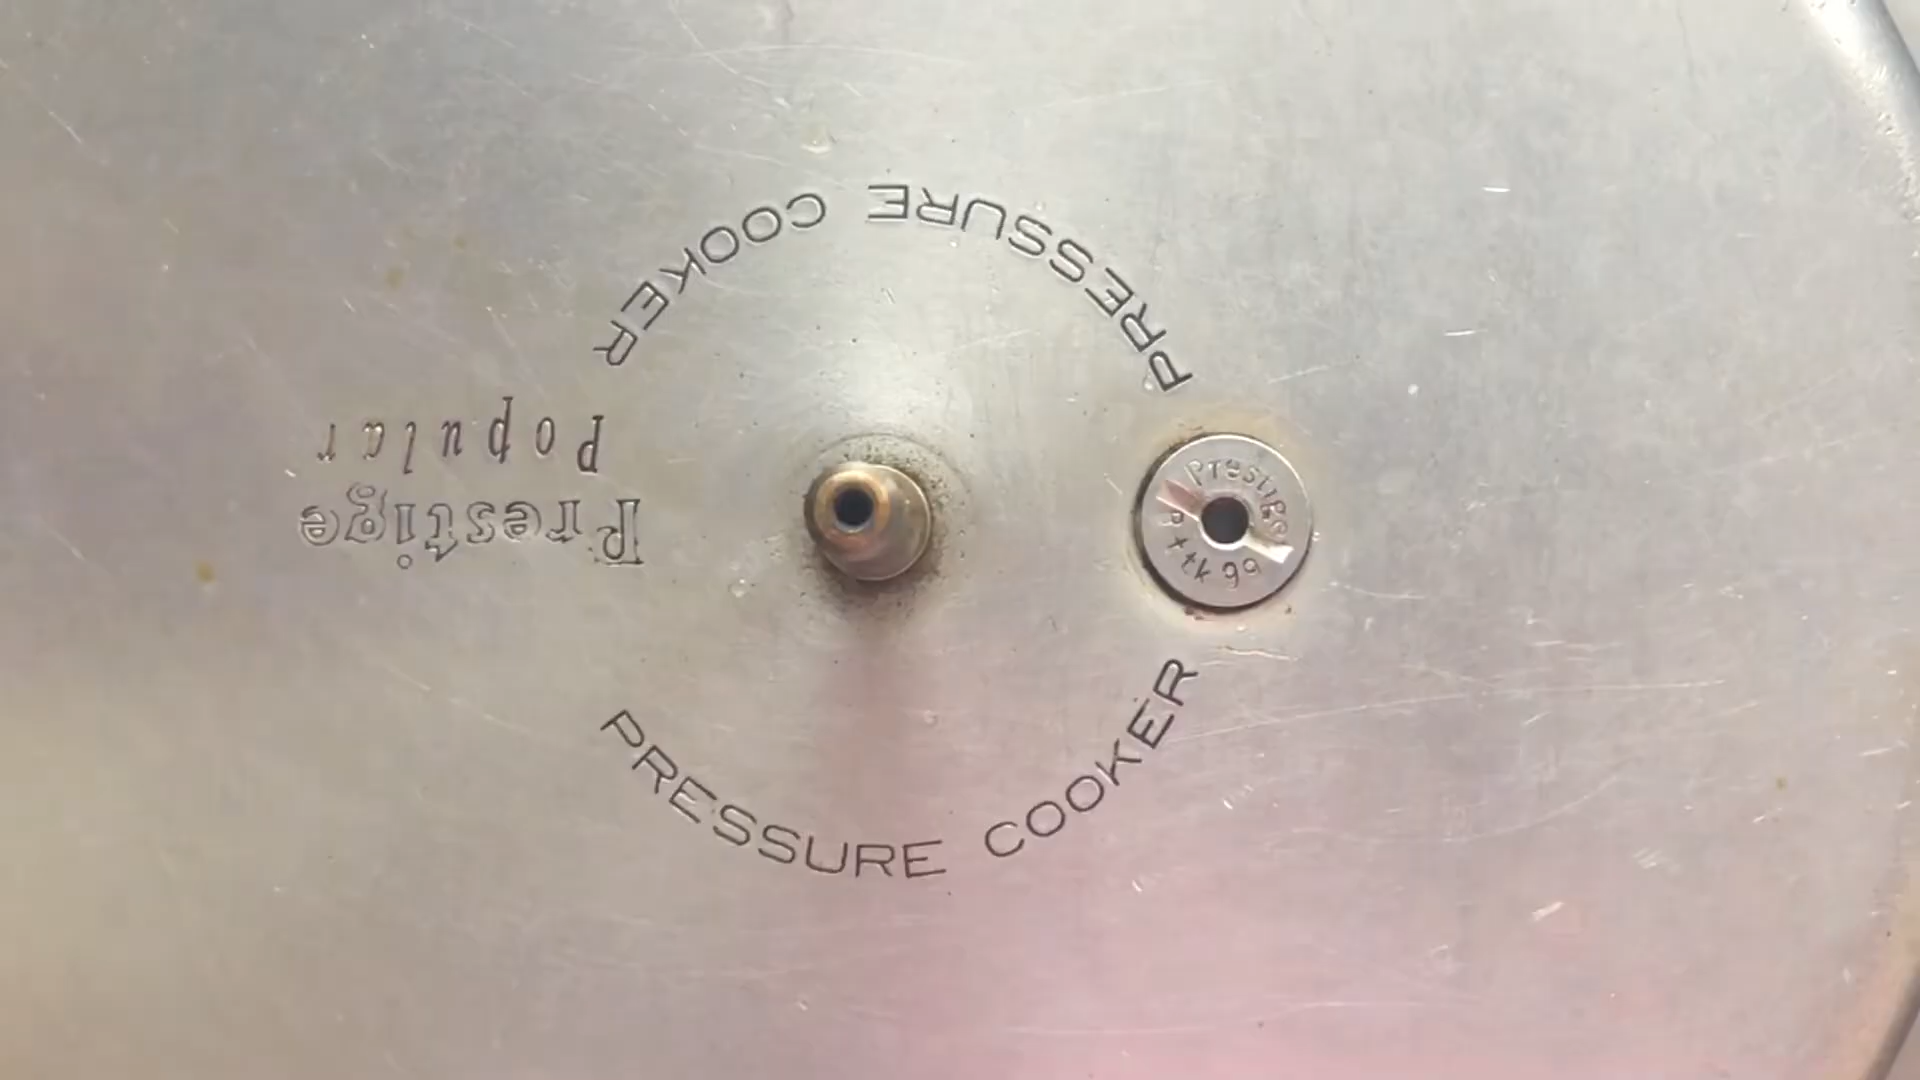 PRESSURE COOKER
Prestige
Popular
Prestige
PRESSURE COOKER